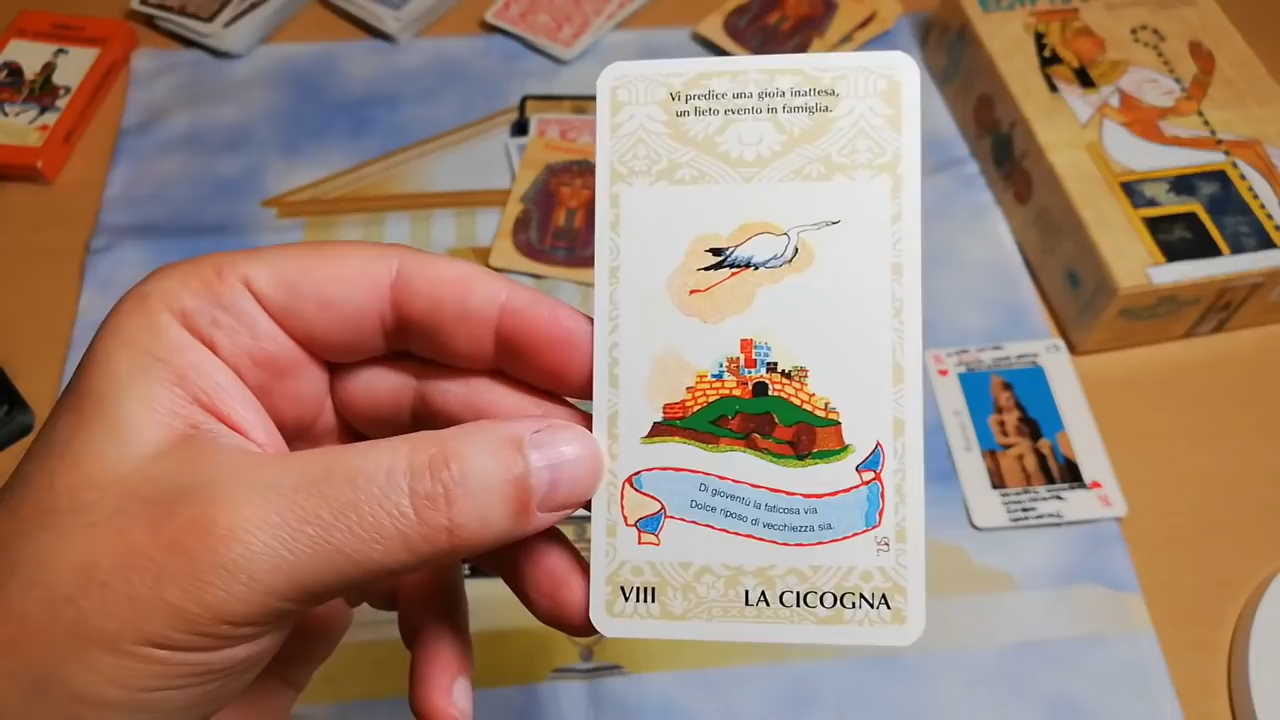 Vi predice una gioia inattesa,
un lieto evento in famiglia.
Di gioventù la faticosa via
Dolce riposo di vecchiezza sia.
VIII
LA CICOGNA